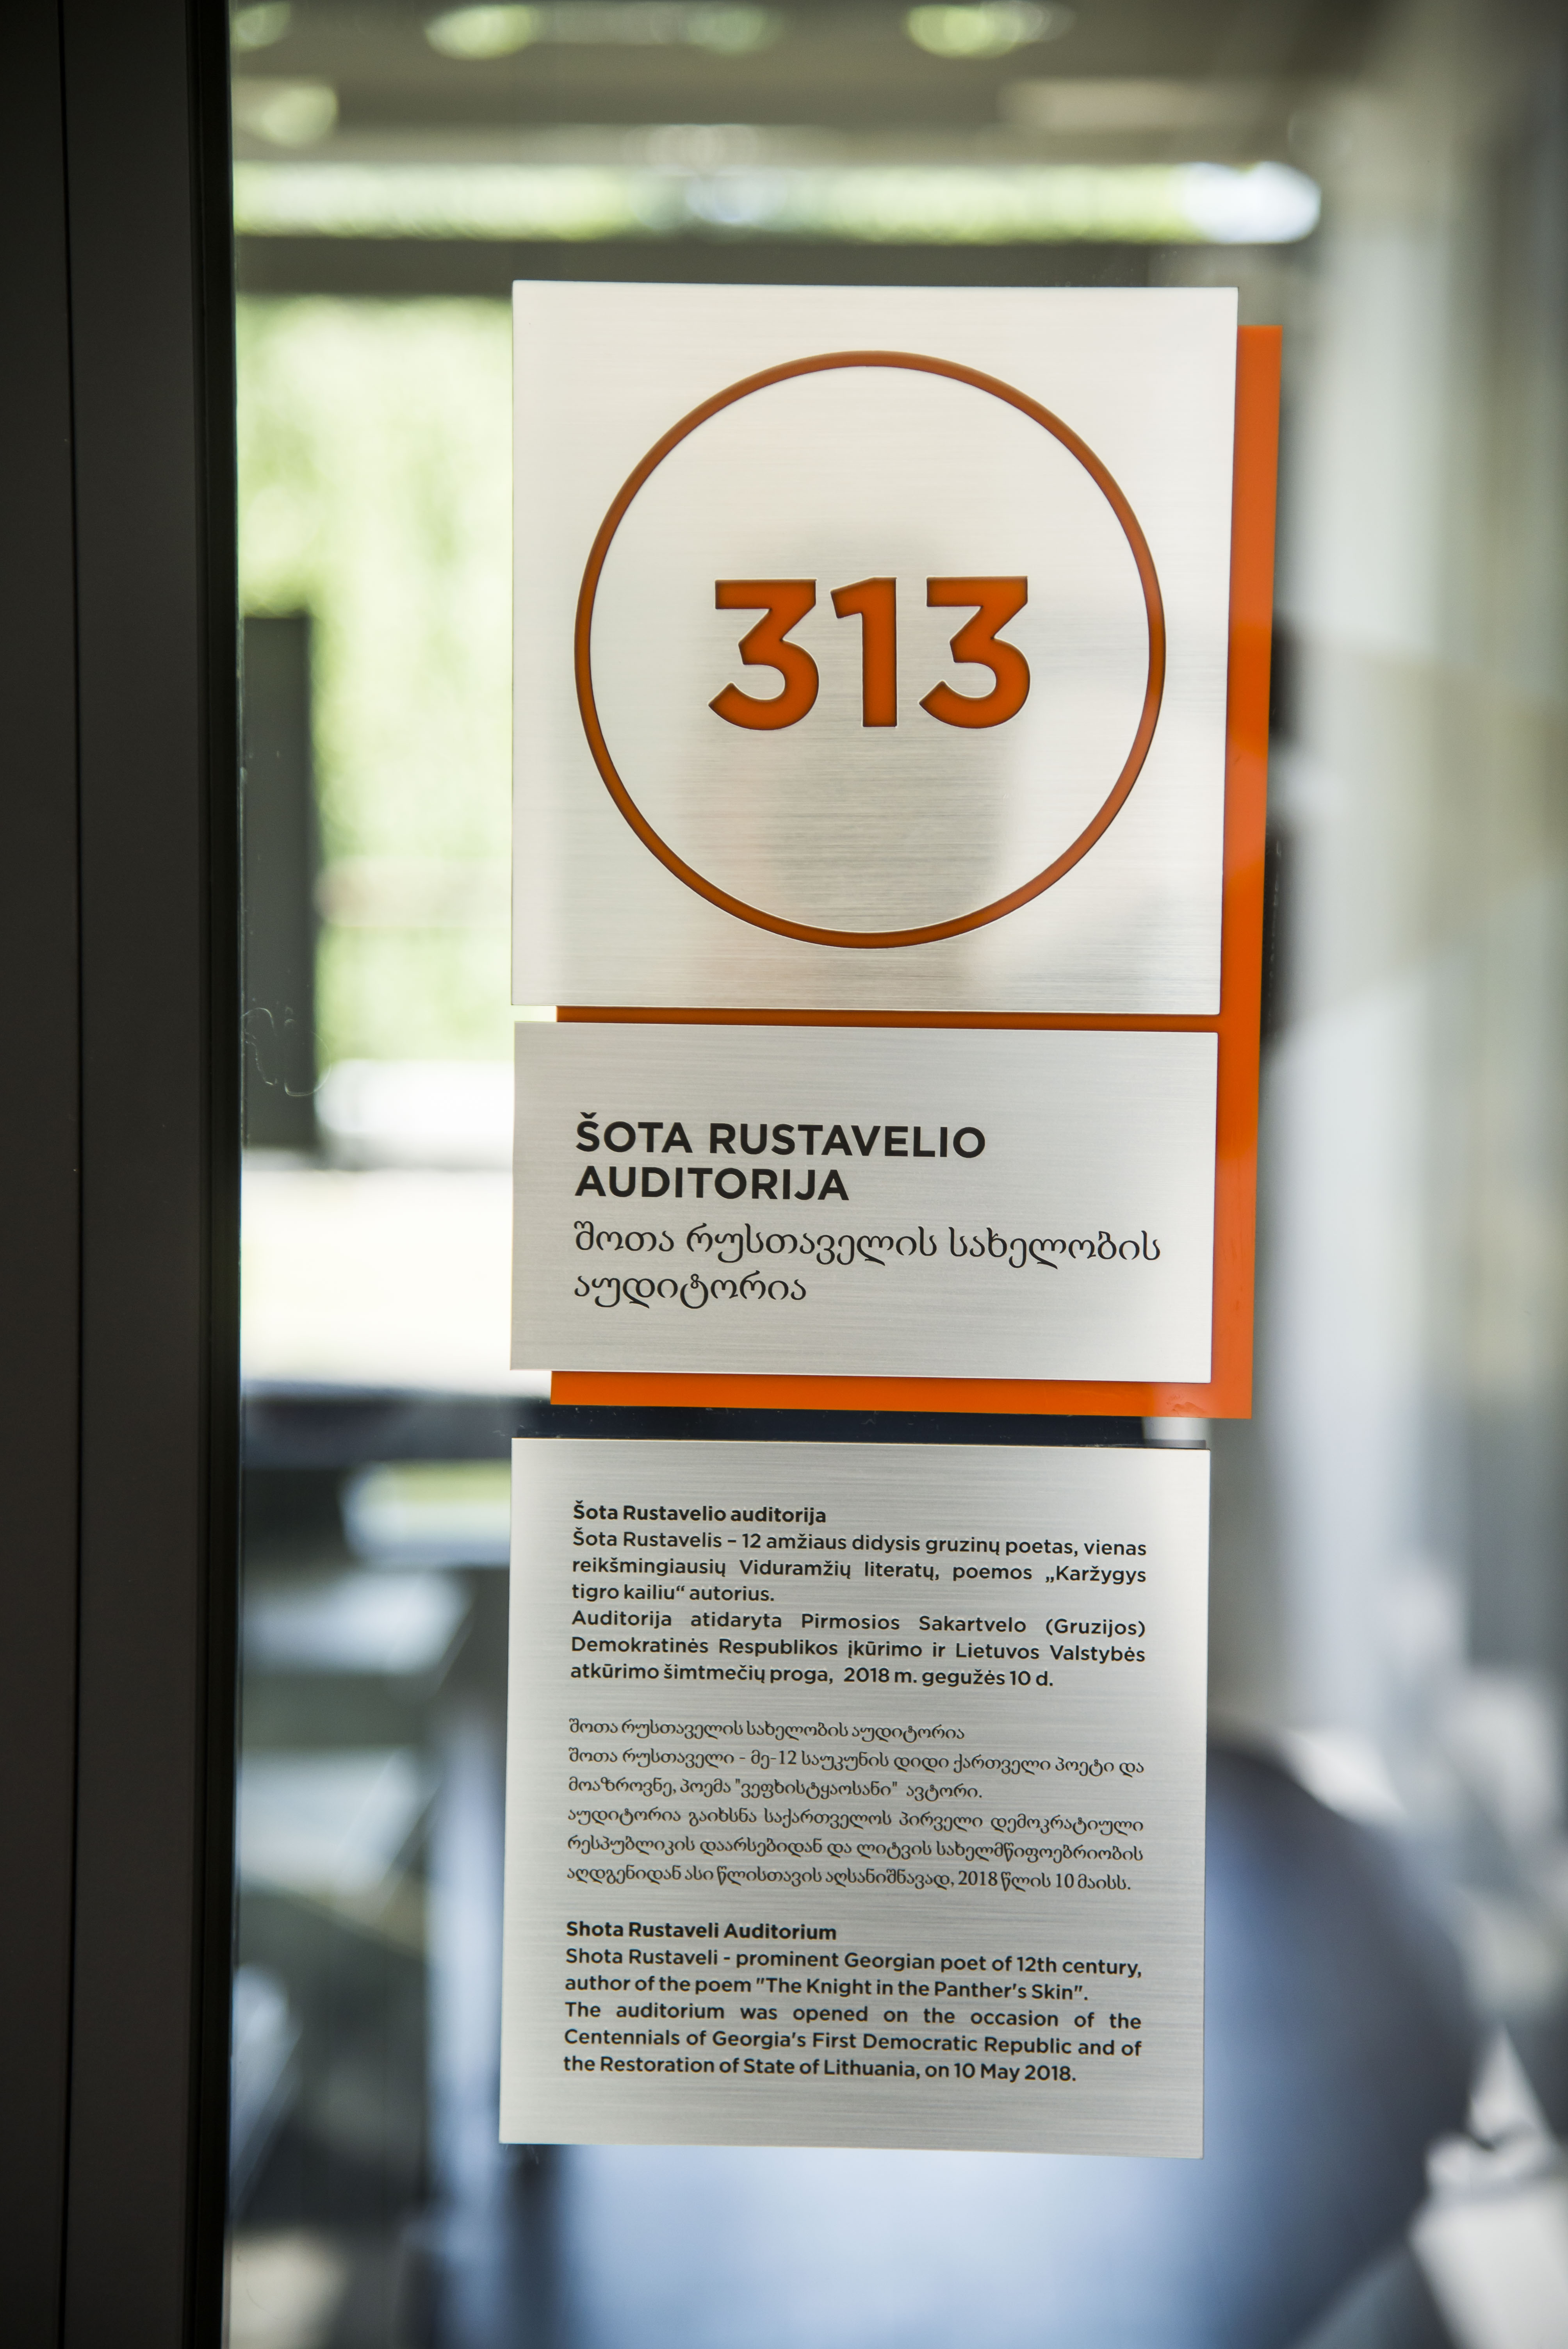 313
ŠOTA RUSTAVELIO
AUDITORIJA
შოთა რუსთაველის სახელობის
აუდიტორია
Šota Rustavelio auditorija
Šota Rustavelis – 12 amžiaus didysis gruzinų poetas, vienas
reikšmingiausių Viduramžių literatų, poemos „Karžygys
tigro kailiu“ autorius.
Auditorija atidaryta Pirmosios Sakartvelo (Gruzijos)
Demokratinės Respublikos įkūrimo ir Lietuvos Valstybės
atkūrimo šimtmečių proga, 2018 m. gegužės 10 d.
შოთა რუსთაველის სახელობის აუდიტორია
შოთა რუსთაველი - მე-12 საუკუნის დიდი ქართველი პოეტი და
მოაზროვნე, პოემა "ვეფხისტყაოსანი" ავტორი.
აუდიტორია გაიხსნა საქართველოს პირველი დემოკრატიული
რესპუბლიკის დაარსებიდან და ლიტვის სახელმწიფოებრიობის
აღდგენიდან ასი წლისთავის აღსანიშნავად, 2018 წლის 10 მაისს.
Shota Rustaveli Auditorium
Shota Rustaveli - prominent Georgian poet of 12th century,
author of the poem "The Knight in the Panther's Skin".
The auditorium was opened on the occasion of the
Centennials of Georgia's First Democratic Republic and of
the Restoration of State of Lithuania, on 10 May 2018.